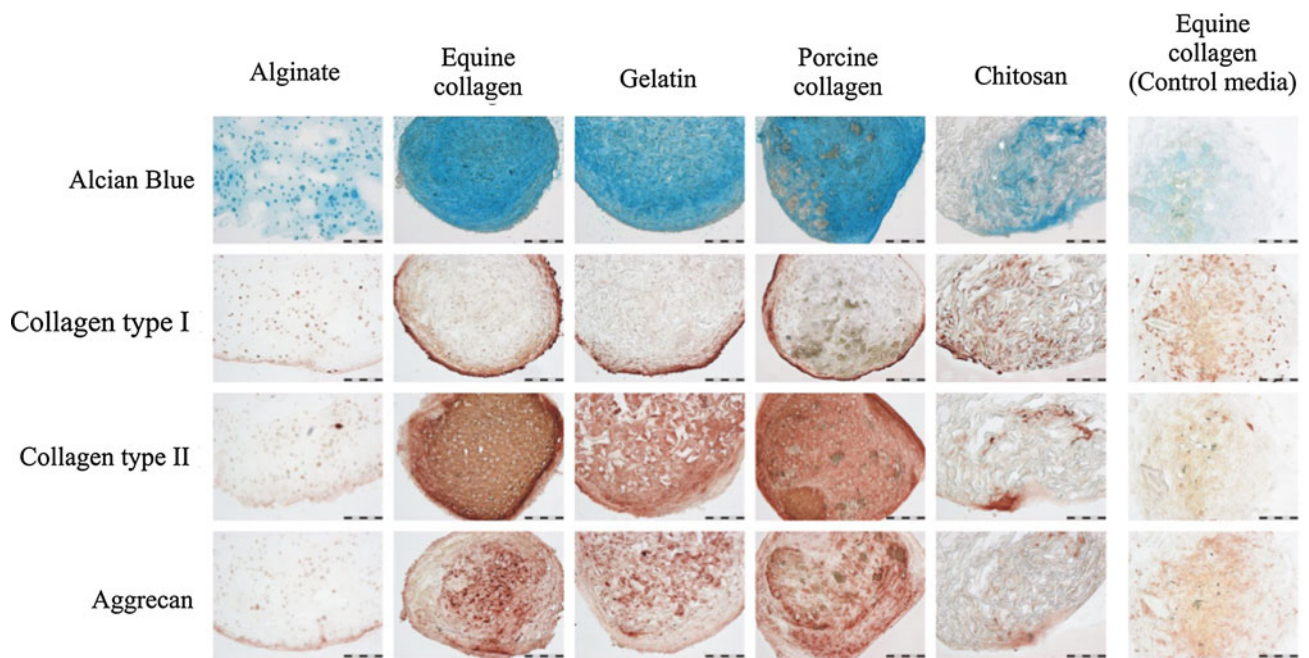 Alginate
Equine
collagen
Gelatin
Porcine
collagen
Chitosan
Equine
collagen
(Control media)
Alcian Blue
Collagen type I
Collagen type II
Aggrecan